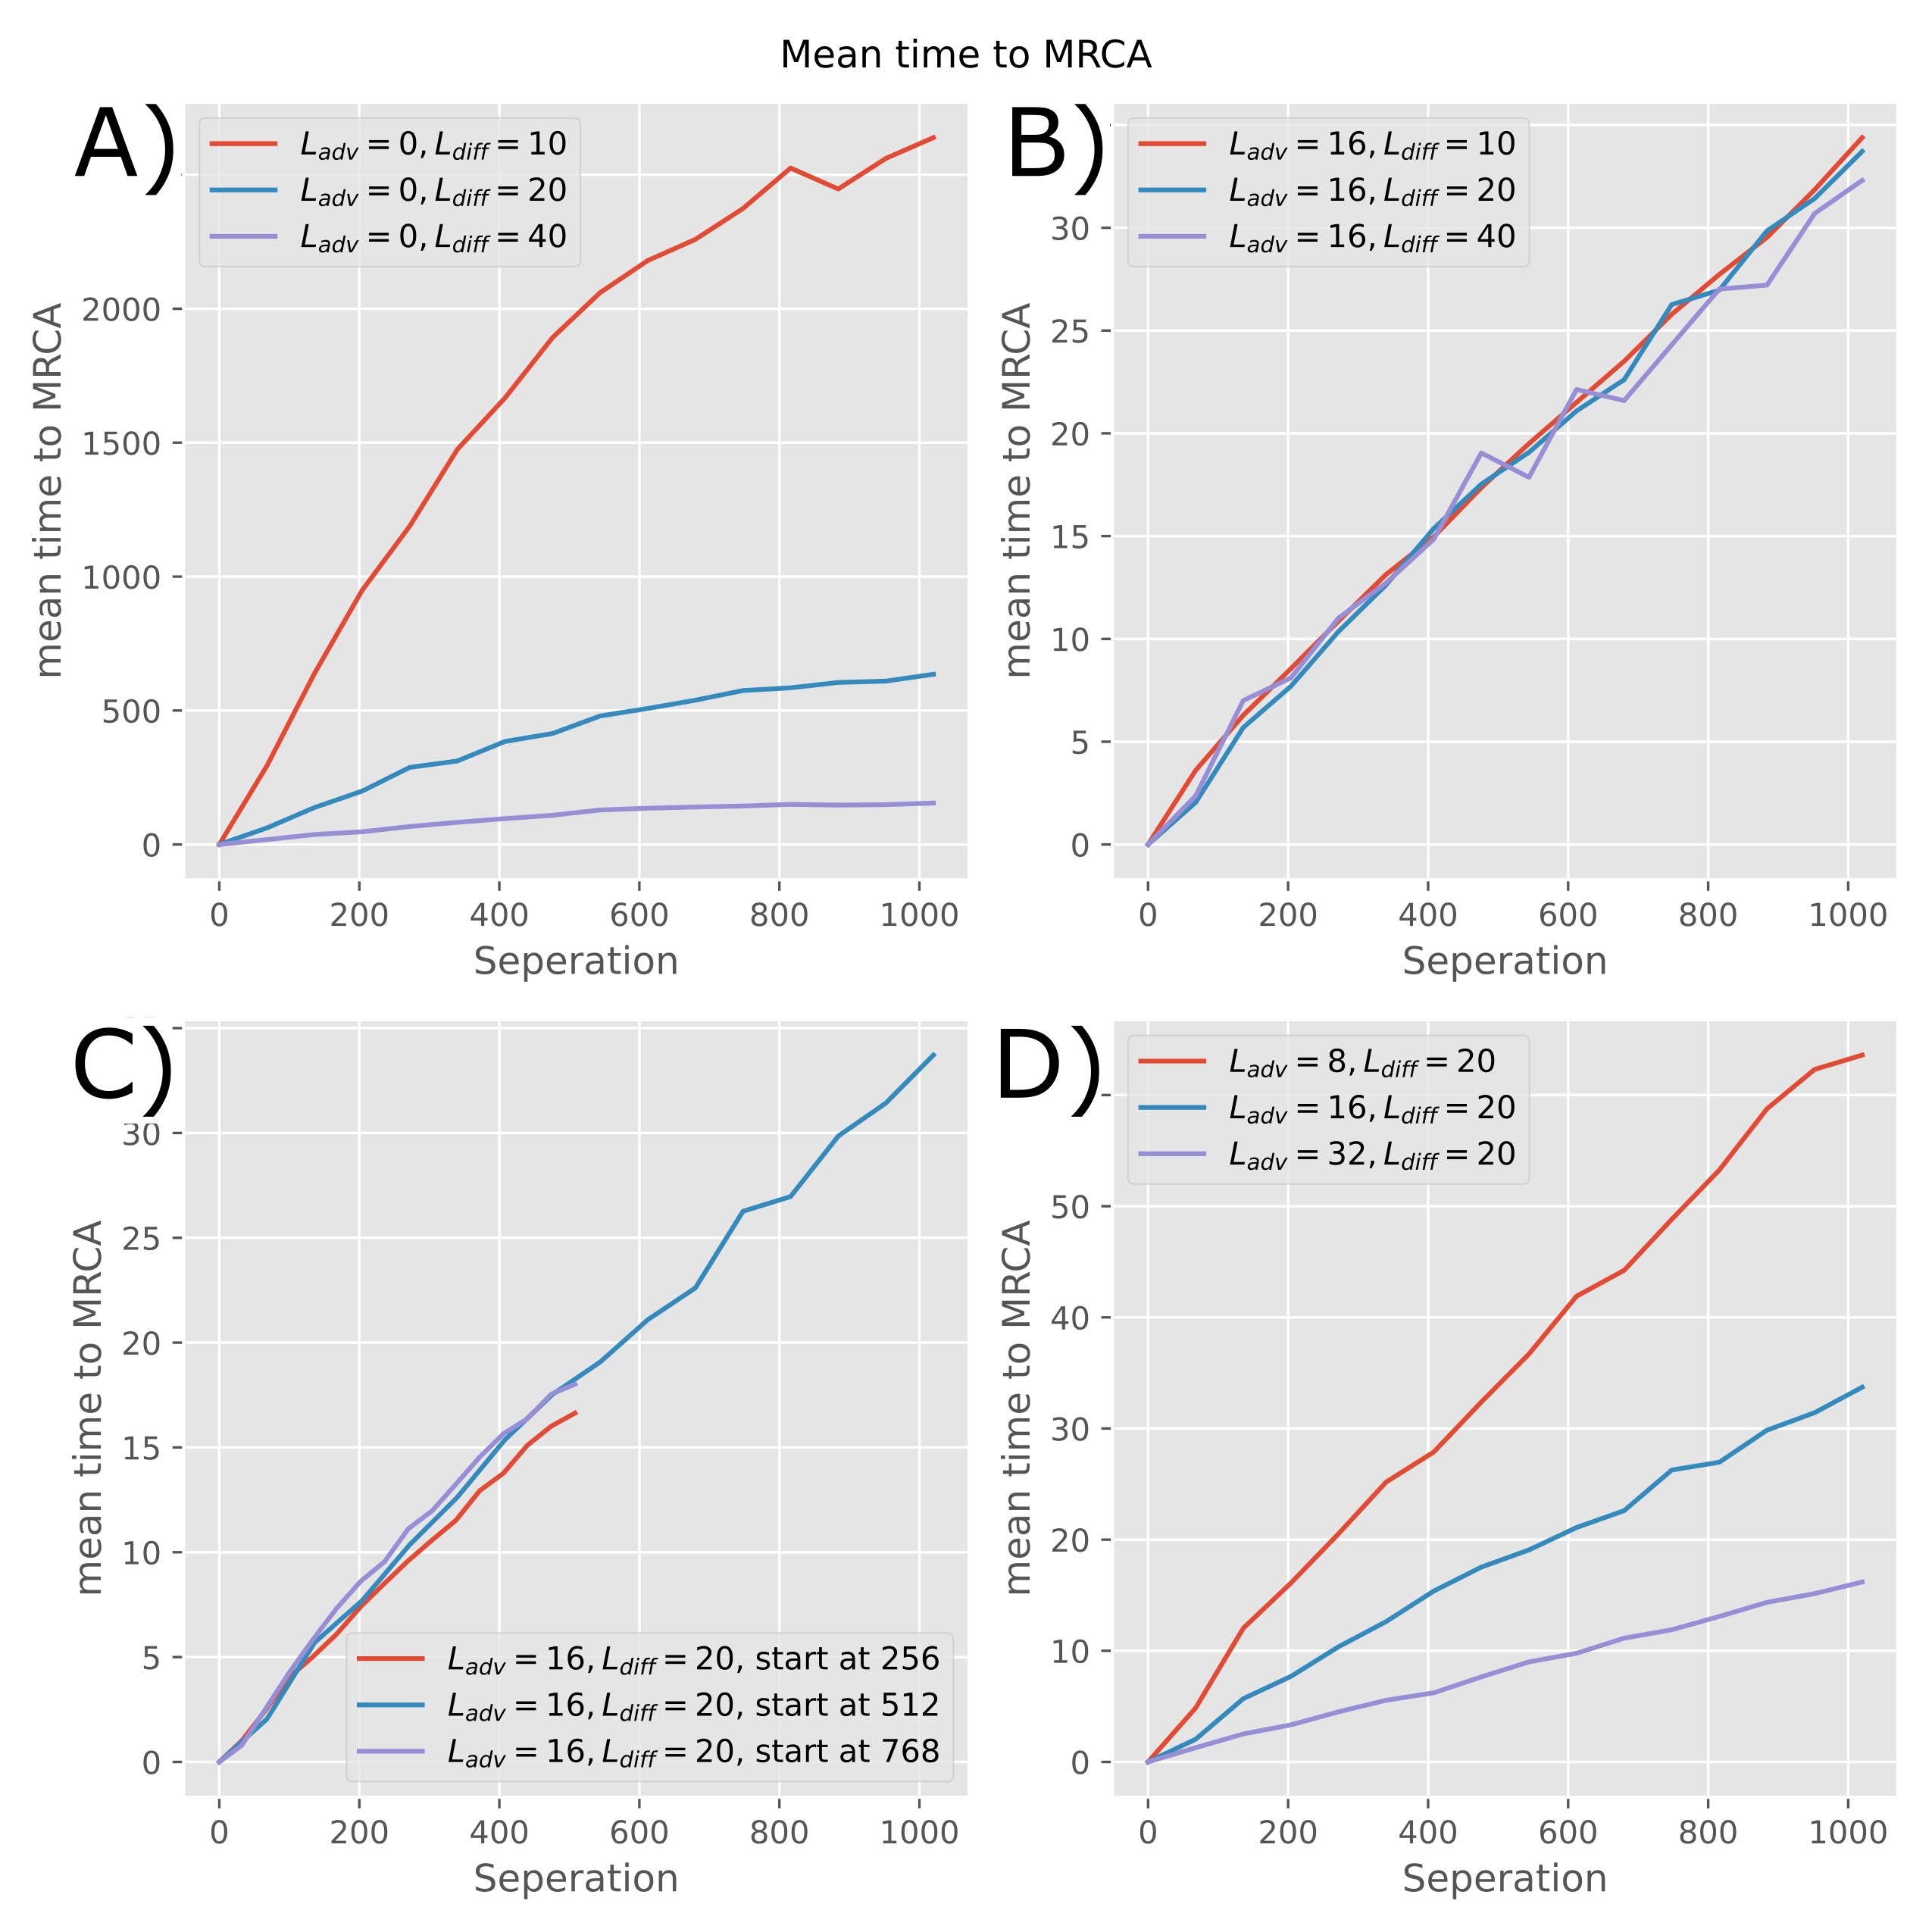 Mean time to MRCA
A)
L_adv = 0, L_diff = 10
L_adv = 0, L_diff = 20
L_adv = 0, L_diff = 40
2000
1500
1000
500
0
mean time to MRCA
0 200 400 600 800 1000
Seperation
B)
L_adv = 16, L_diff = 10
L_adv = 16, L_diff = 20
L_adv = 16, L_diff = 40
30
25
20
15
10
5
0
mean time to MRCA
0 200 400 600 800 1000
Seperation
C)
30
25
20
15
10
5
0
mean time to MRCA
L_adv = 16, L_diff = 20, start at 256
L_adv = 16, L_diff = 20, start at 512
L_adv = 16, L_diff = 20, start at 768
0 200 400 600 800 1000
Seperation
D)
L_adv = 8, L_diff = 20
L_adv = 16, L_diff = 20
L_adv = 32, L_diff = 20
50
40
30
20
10
0
mean time to MRCA
0 200 400 600 800 1000
Seperation